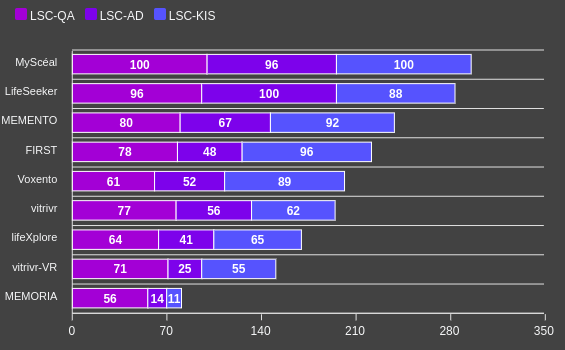 LSC-QA LSC-AD LSC-KIS
MyScéal 100 96 100
LifeSeeker 96 100 88
MEMENTO 80 67 92
FIRST 78 48 96
Voxento 61 52 89
vitrivr 77 56 62
lifeXplore 64 41 65
vitrivr-VR 71 25 55
MEMORIA 56 14 11
0 70 140 210 280 350